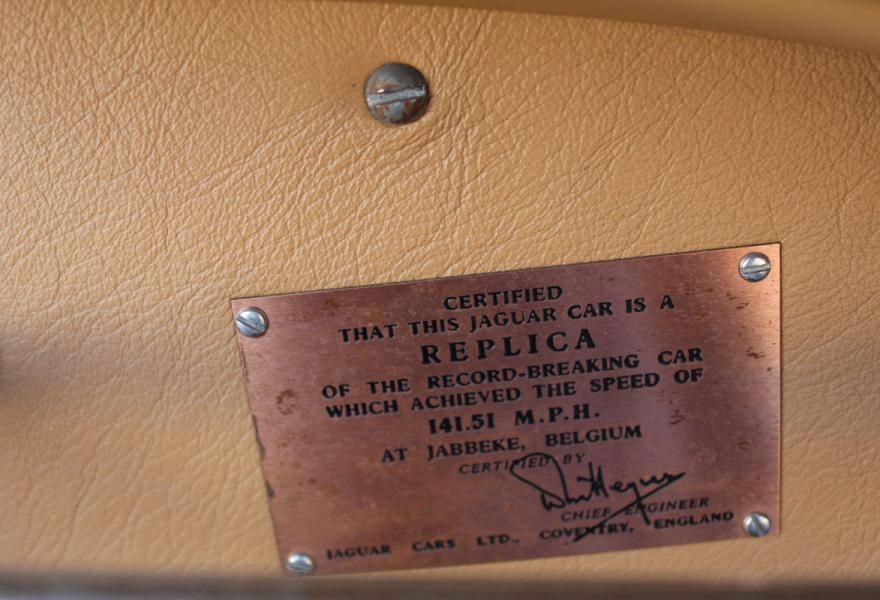 CERTIFIED
THAT THIS JAGUAR CAR IS A
REPLICA
OF THE RECORD-BREAKING CAR
WHICH ACHIEVED THE SPEED OF
141.51 M.P.H.
AT JABBEKE, BELGIUM
CERTIFIED BY
CHIEF ENGINEER
JAGUAR CARS LTD., COVENTRY, ENGLAND